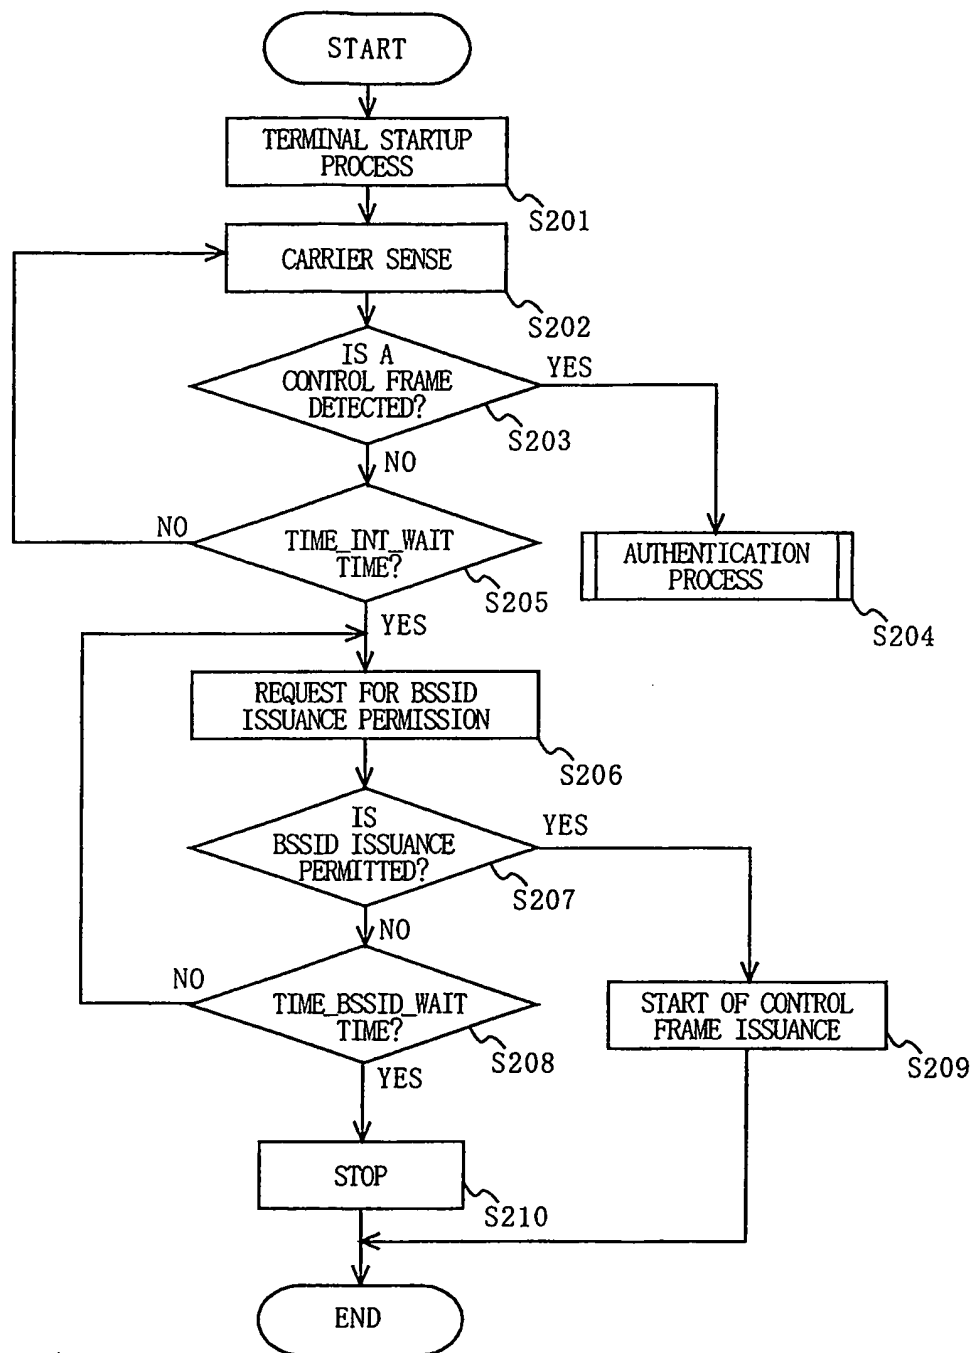 START
TERMINAL STARTUP
PROCESS
S201
CARRIER SENSE
S202
IS A
CONTROL FRAME
DETECTED?
YES
S203
NO
NO
TIME_INT_WAIT
TIME?
S205
AUTHENTICATION
PROCESS
S204
YES
REQUEST FOR BSSID
ISSUANCE PERMISSION
S206
IS
BSSID ISSUANCE
PERMITTED?
YES
S207
NO
NO
TIME_BSSID_WAIT
TIME?
S208
START OF CONTROL
FRAME ISSUANCE
S209
YES
STOP
S210
END